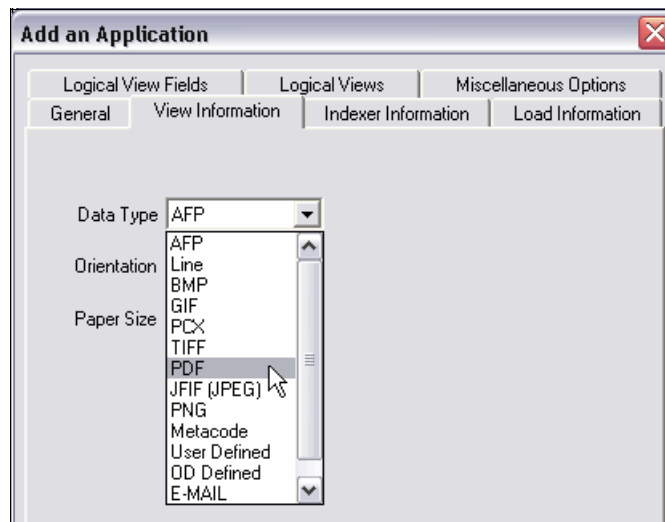 Add an Application
Logical View Fields Logical Views Miscellaneous Options
General View Information Indexer Information Load Information
Data Type AFP
AFP
Orientation Line
BMP
GIF
Paper Size PCX
TIFF
PDF
JFIF (JPEG)
PNG
Metacode
User Defined
OD Defined
E-MAIL